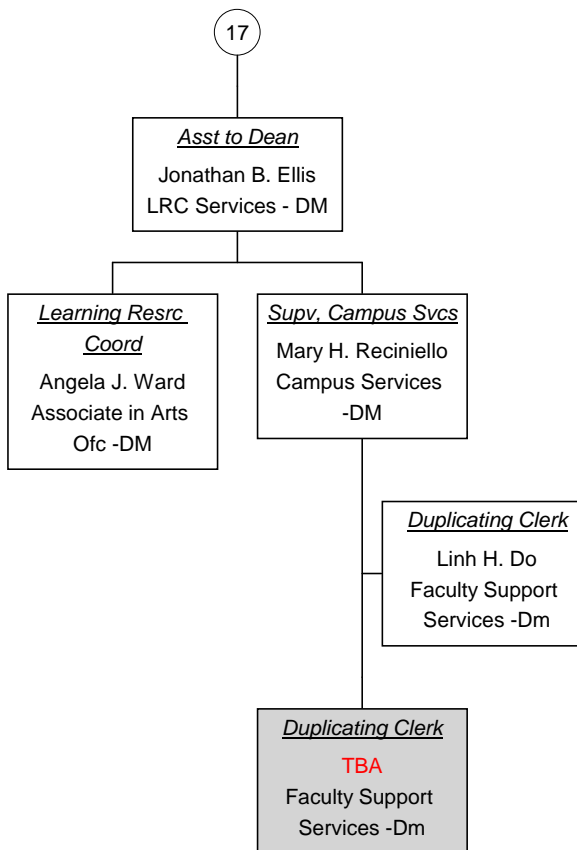 17
Asst to Dean
Jonathan B. Ellis
LRC Services - DM
Learning Resrc
Coord
Angela J. Ward
Associate in Arts
Ofc -DM
Supv, Campus Svcs
Mary H. Reciniello
Campus Services
-DM
Duplicating Clerk
Linh H. Do
Faculty Support
Services -Dm
Duplicating Clerk
TBA
Faculty Support
Services -Dm